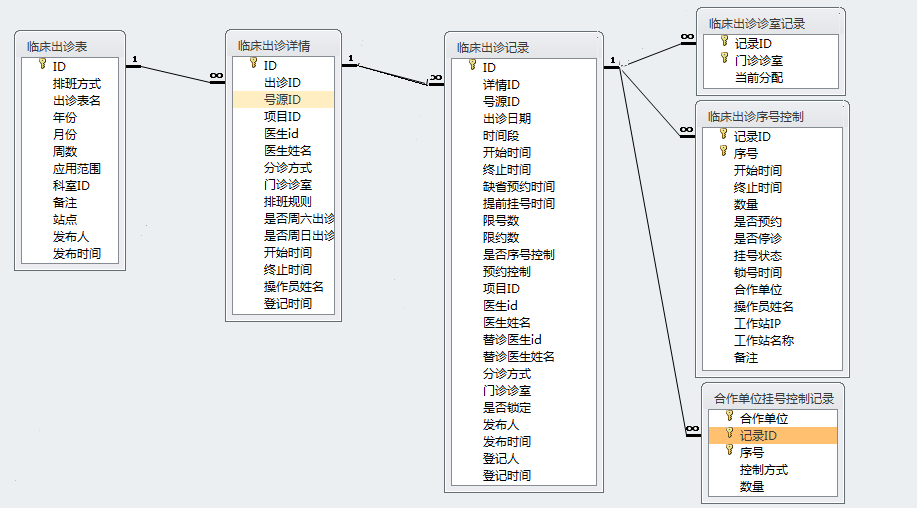 临床出诊表
ID
排班方式
出诊表名
年份
月份
周数
应用范围
科室ID
备注
站点
发布人
发布时间
1
∞
临床出诊详情
ID
出诊ID
号源ID
项目ID
医生id
医生姓名
分诊方式
门诊诊室
排班规则
是否周六出诊
是否周日出诊
开始时间
终止时间
操作员姓名
登记时间
1
∞
临床出诊记录
ID
详情ID
号源ID
出诊日期
时间段
开始时间
终止时间
缺省预约时间
提前挂号时间
限号数
限约数
是否序号控制
预约控制
项目ID
医生id
医生姓名
替诊医生id
替诊医生姓名
分诊方式
门诊诊室
是否锁定
发布人
发布时间
登记人
登记时间
1
∞
临床出诊诊室记录
记录ID
门诊诊室
当前分配
∞
临床出诊序号控制
记录ID
序号
开始时间
终止时间
数量
是否预约
是否停诊
挂号状态
锁号时间
合作单位
操作员姓名
工作站IP
工作站名称
备注
∞
合作单位挂号控制记录
合作单位
记录ID
序号
控制方式
数量